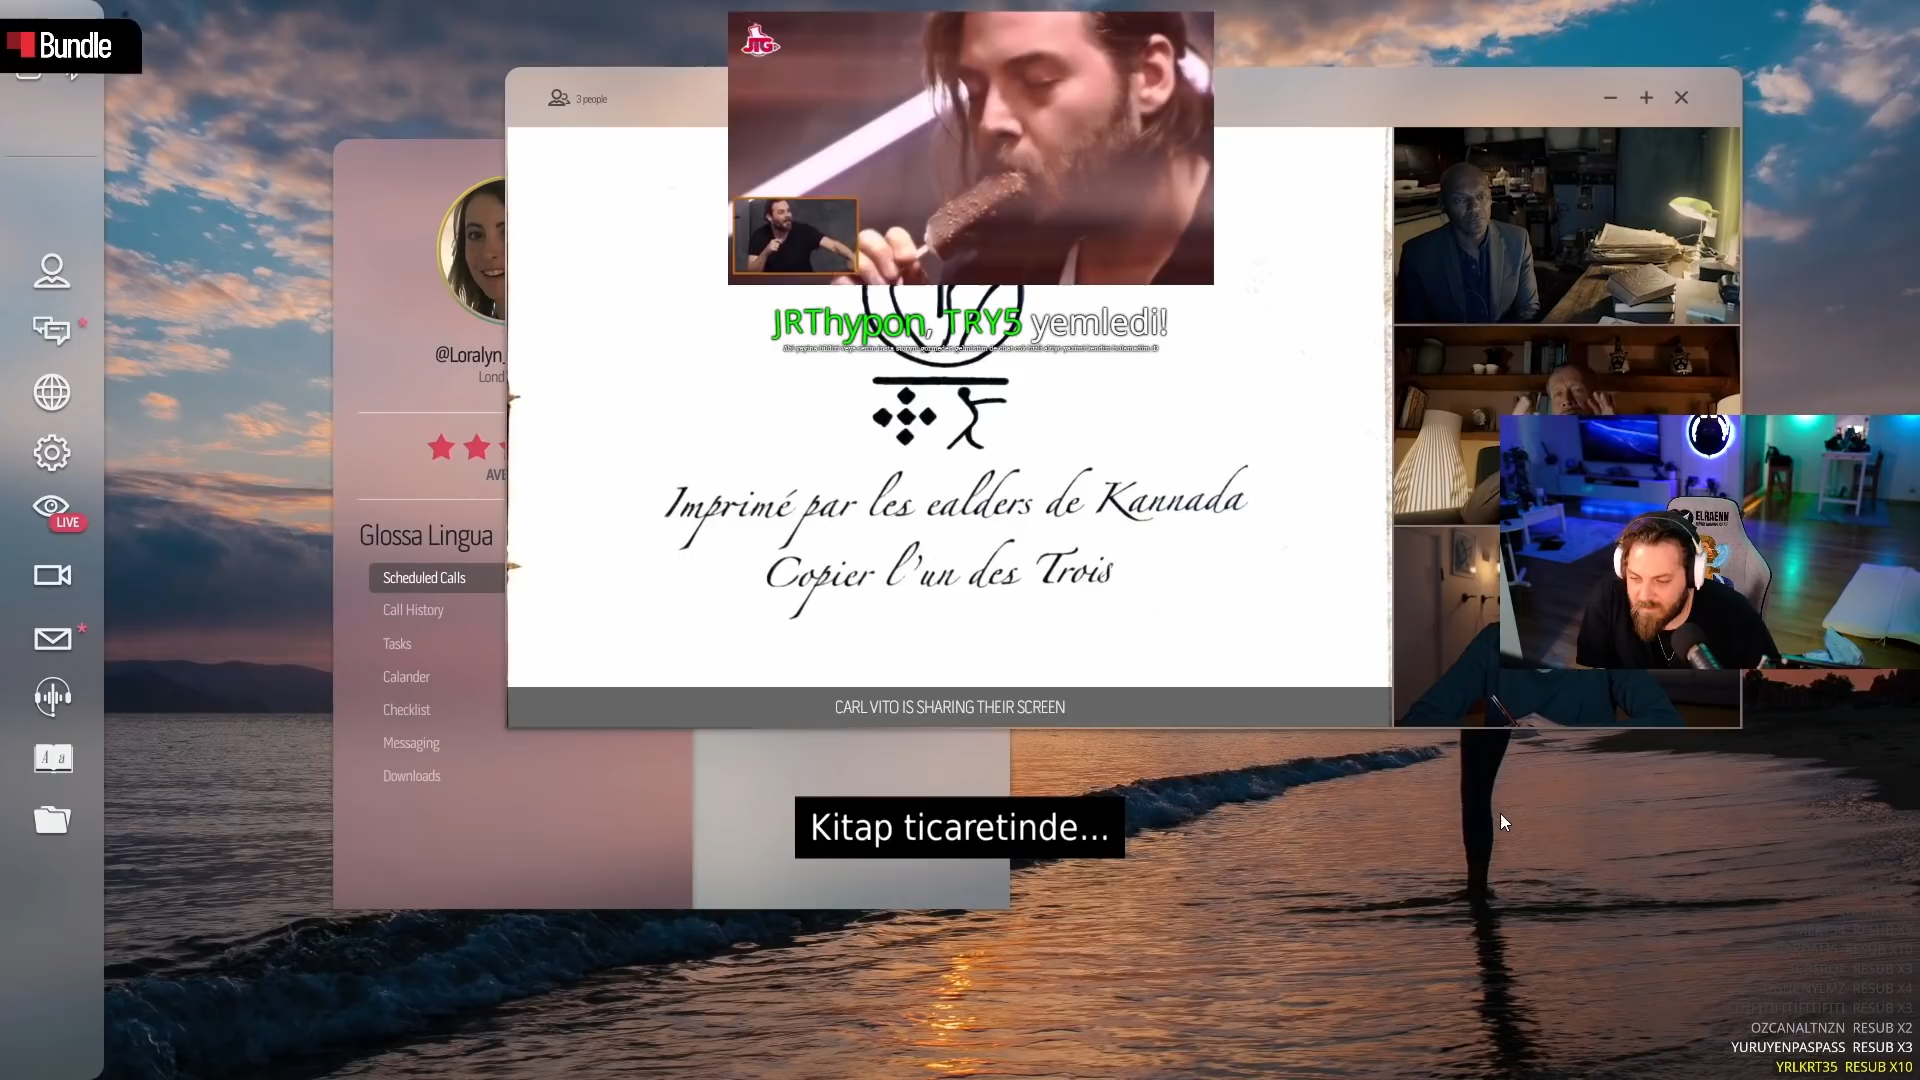 Bundle
3 people
JTG
JRThypon, TRY5 yemledi!
@Loralyn_
Lond
AVE
Glossa Lingua
Scheduled Calls
Call History
Tasks
Calander
Checklist
Messaging
Downloads
LIVE
A a
Imprimé par les ealders de Kannada
Copier l'un des Trois
ELRAENN
CARL VITO IS SHARING THEIR SCREEN
Kitap ticaretinde...
OZCANALTNZN RESUB X2
YURUYENPASPASS RESUB X3
YRLKRT35 RESUB X10